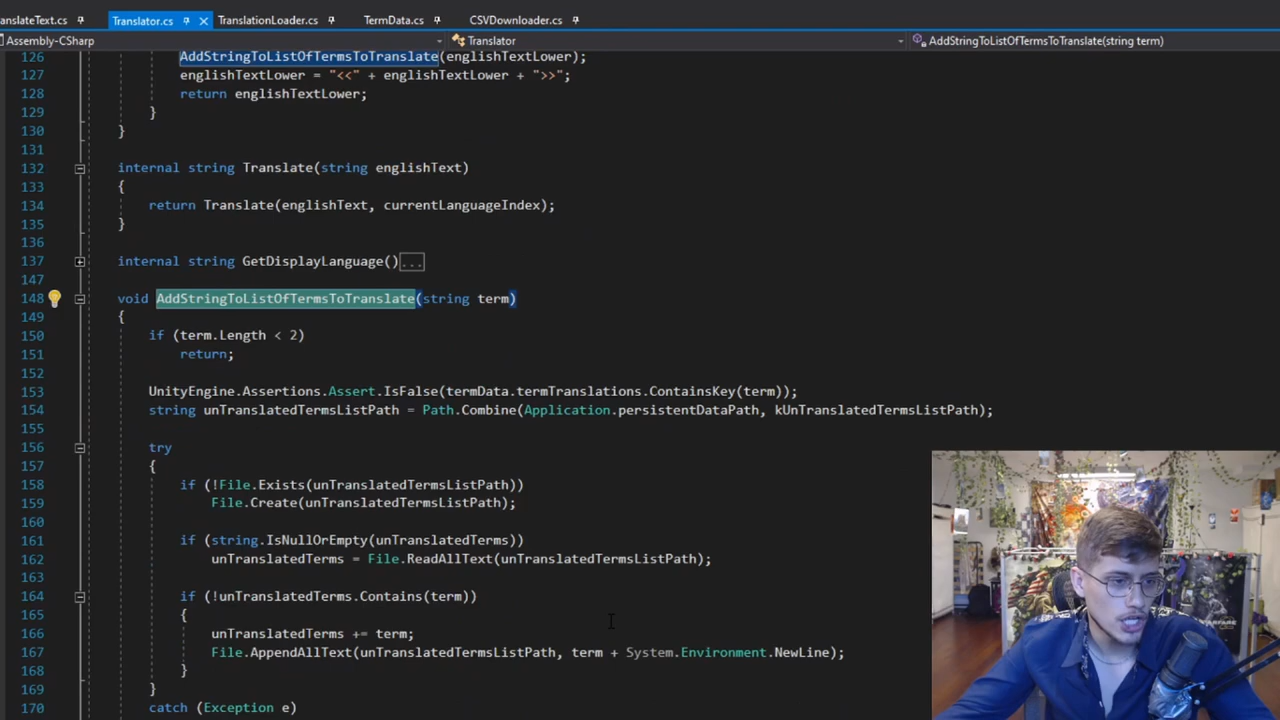 anslateText.cs
Translator.cs
TranslationLoader.cs
TermData.cs
CSVDownloader.cs
Assembly-CSharp
Translator
AddStringToListOfTermsToTranslate(string term)
126 AddStringToListOfTermsToTranslate(englishTextLower);
127 englishTextLower = "<<" + englishTextLower + ">>";
128 return englishTextLower;
129 }
130 }
131
132 internal string Translate(string englishText)
133 {
134 return Translate(englishText, currentLanguageIndex);
135 }
136
137 internal string GetDisplayLanguage()...
147
148 void AddStringToListOfTermsToTranslate(string term)
149 {
150 if (term.Length < 2)
151 return;
152
153 UnityEngine.Assertions.Assert.IsFalse(termData.termTranslations.ContainsKey(term));
154 string unTranslatedTermsListPath = Path.Combine(Application.persistentDataPath, kUnTranslatedTermsListPath);
155
156 try
157 {
158 if (!File.Exists(unTranslatedTermsListPath))
159 File.Create(unTranslatedTermsListPath);
160
161 if (string.IsNullOrEmpty(unTranslatedTerms))
162 unTranslatedTerms = File.ReadAllText(unTranslatedTermsListPath);
163
164 if (!unTranslatedTerms.Contains(term))
165 {
166 unTranslatedTerms += term;
167 File.AppendAllText(unTranslatedTermsListPath, term + System.Environment.NewLine);
168 }
169 }
170 catch (Exception e)